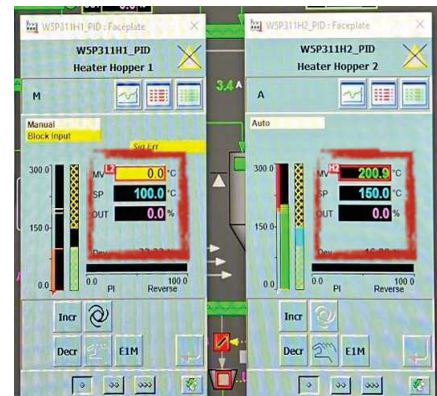 W5P311H1_PID : Faceplate
W5P311H1_PID
Heater Hopper 1
M
Manual
Block input
Sig Err
300.0
150.0
0.0
L2
MV 0.0 °C
SP 100.0 °C
OUT 0.0 %
0.0 100.0
PI Reverse
Incr
Decr E1M
3.4 A
W5P311H2_PID : Faceplate
W5P311H2_PID
Heater Hopper 2
A
Auto
300.0
150.0
0.0
H2
MV 200.9 °C
SP 150.0 °C
OUT 0.0 %
0.0 100.0
PI Reverse
Incr
Decr E1M